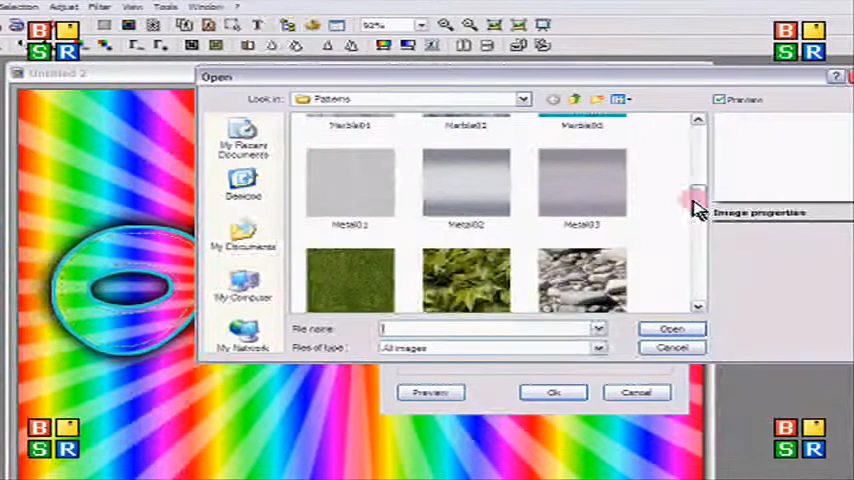 B
S R
B
S R
Selection Adjust Filter View Tools Window
92%
Untitled 2
Open
Look in:
Patterns
Preview
My Recent
Documents
Desktop
My Documents
My Computer
My Network
Marble01
Marble02
Marble03
Metal01
Metal02
Metal03
Image properties
File name:
Open
Files of type:
All images
Cancel
Preview
Ok
Cancel
B
S R
B
S R